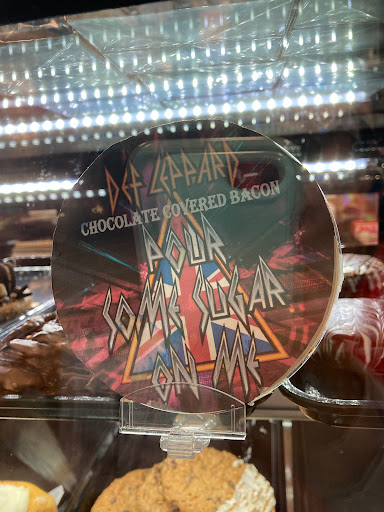 DEF LEPPARD
CHOCOLATE COVERED BACON
POUR
SOME SUGAR
ON ME